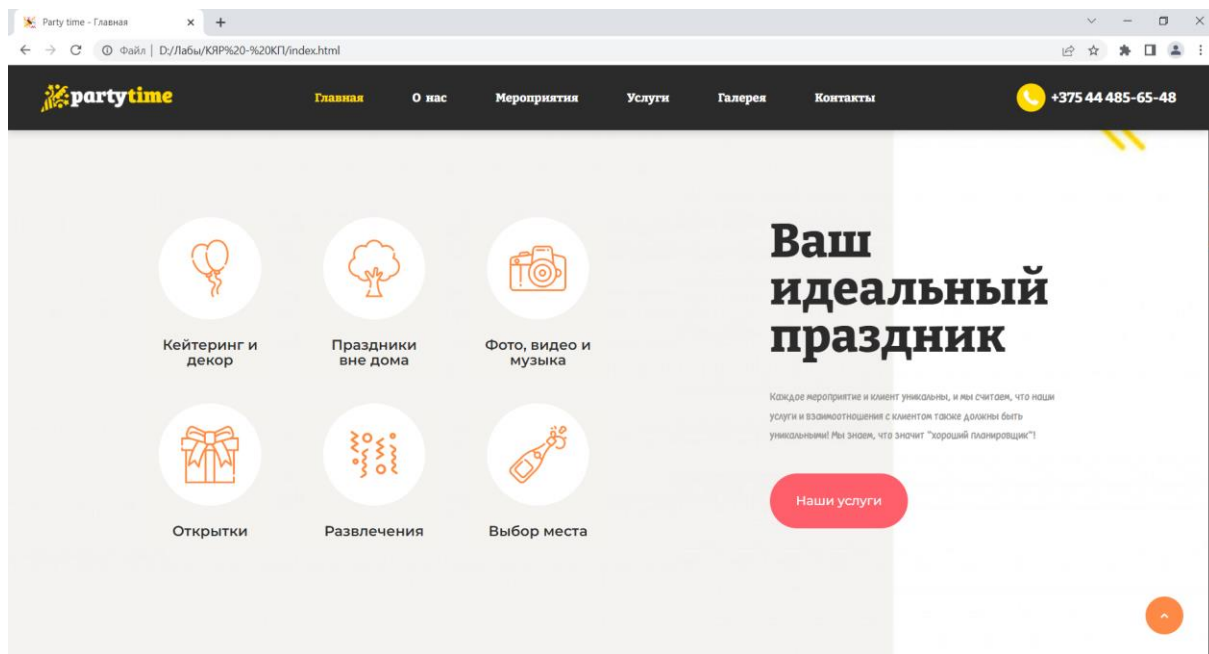 Party time - Главная
Файл | D:/Лабы/КЯР%20-%20КП/index.html
partytime
Главная
О нас
Мероприятия
Услуги
Галерея
Контакты
+375 44 485-65-48
Кейтеринг и
декор
Праздники
вне дома
Фото, видео и
музыка
Открытки
Развлечения
Выбор места
Ваш
идеальный
праздник
Каждое мероприятие и клиент уникальны, и мы считаем, что наши
услуги и взаимоотношения с клиентом также должны быть
уникальными! Мы знаем, что значит "хороший планировщик"!
Наши услуги